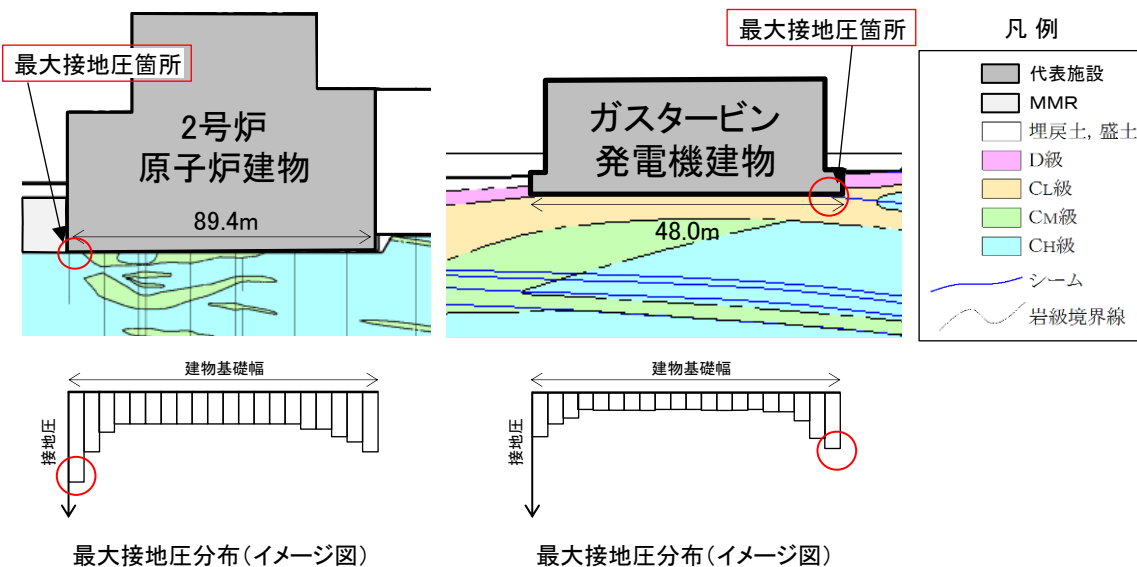 最大接地圧箇所
2号炉
原子炉建物
89.4m
建物基礎幅
接地圧
最大接地圧分布(イメージ図)
最大接地圧箇所
ガスタービン
発電機建物
48.0m
建物基礎幅
接地圧
最大接地圧分布(イメージ図)
凡 例
代表施設
MMR
埋戻土, 盛土
D級
CL級
CM級
CH級
シーム
岩級境界線